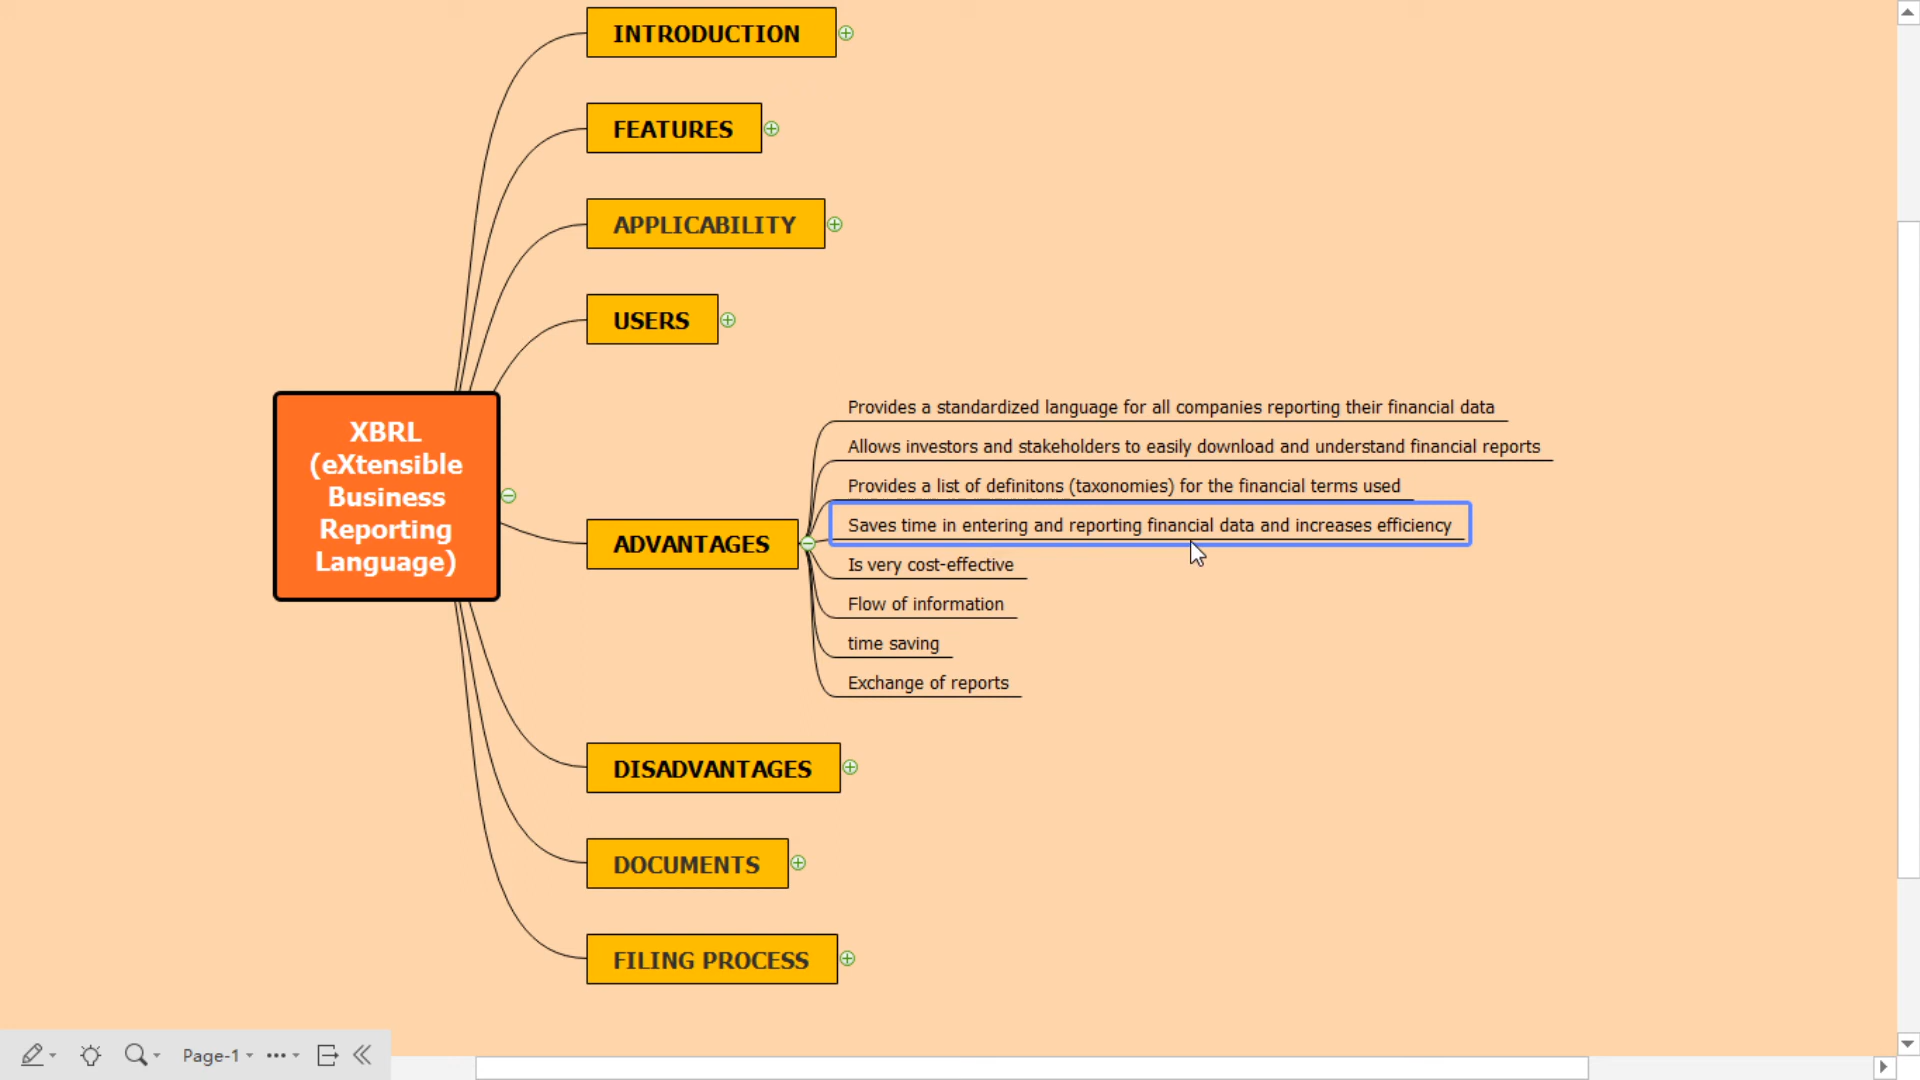 INTRODUCTION
FEATURES
APPLICABILITY
USERS
XBRL
(eXtensible
Business
Reporting
Language)
ADVANTAGES
Provides a standardized language for all companies reporting their financial data
Allows investors and stakeholders to easily download and understand financial reports
Provides a list of definitons (taxonomies) for the financial terms used
Saves time in entering and reporting financial data and increases efficiency
Is very cost-effective
Flow of information
time saving
Exchange of reports
DISADVANTAGES
DOCUMENTS
FILING PROCESS
Page-1